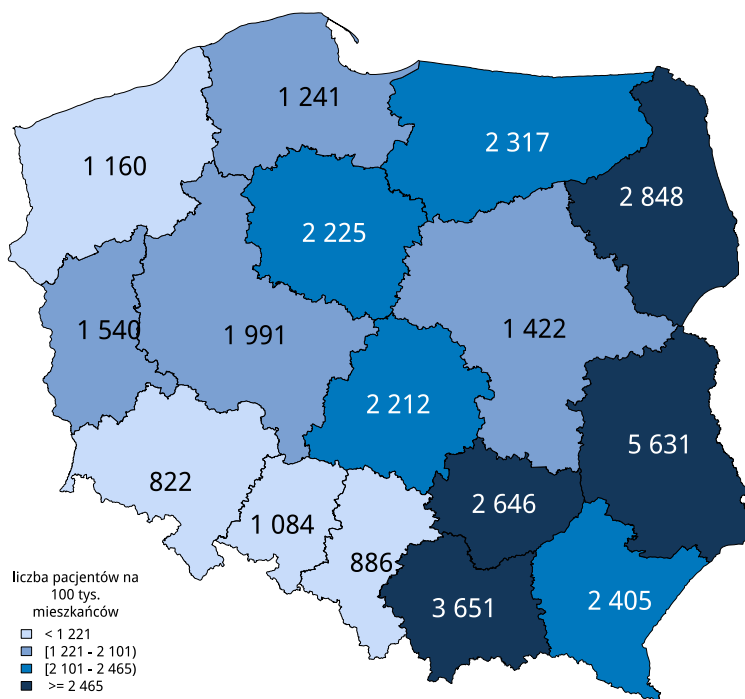 1 241
2 317
1 160
2 848
2 225
1 540
1 991
1 422
2 212
5 631
822
2 646
1 084
886
3 651
2 405
liczba pacjentów na
100 tys.
mieszkańców
< 1 221
[1 221 - 2 101)
[2 101 - 2 465)
>= 2 465